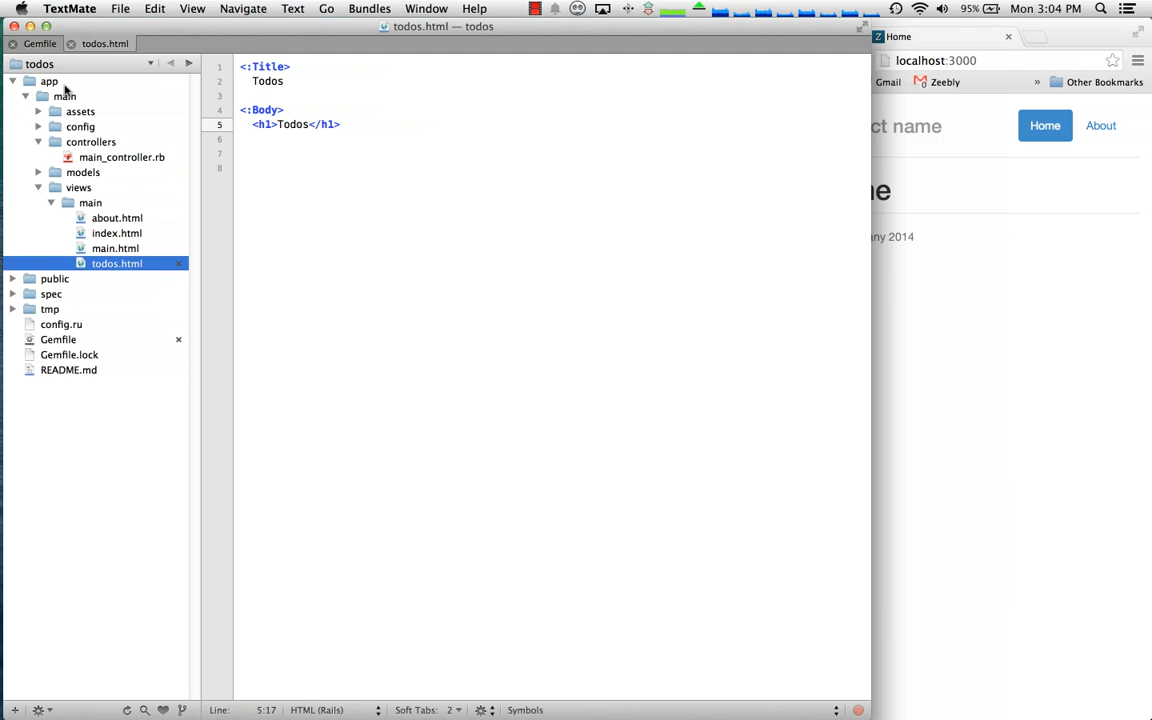 TextMate File Edit View Navigate Text Go Bundles Window Help 95% Mon 3:04 PM
todos.html — todos
Gemfile todos.html
todos
app
main
assets
config
controllers
main_controller.rb
models
views
main
about.html
index.html
main.html
todos.html
public
spec
tmp
config.ru
Gemfile
Gemfile.lock
README.md
1 <:Title>
2 Todos
3
4 <:Body>
5 <h1>Todos</h1>
6
7
8
Line: 5:17 HTML (Rails) Soft Tabs: 2 Symbols
Home
localhost:3000
Gmail Zeebly » Other Bookmarks
ct name Home About
ne
any 2014